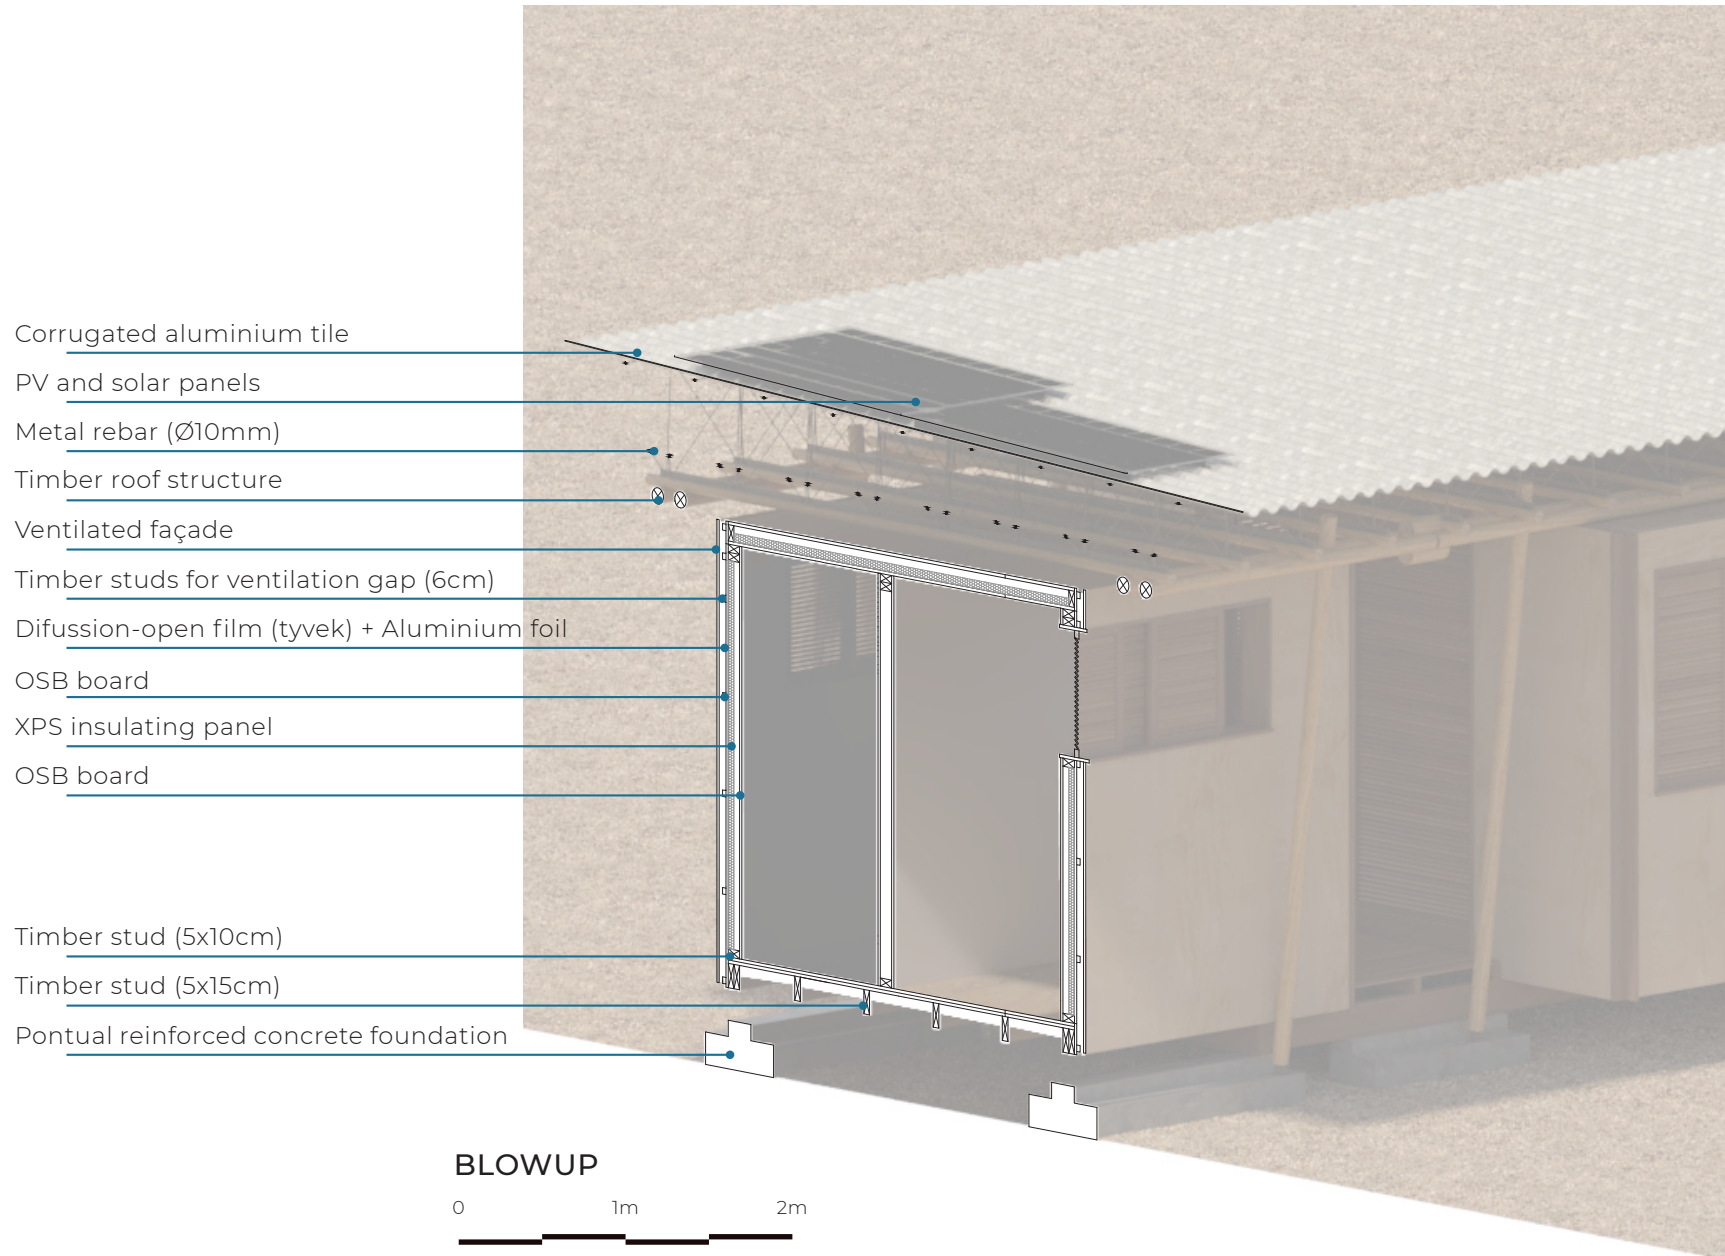 Corrugated aluminium tile
PV and solar panels
Metal rebar (Ø10mm)
Timber roof structure
Ventilated façade
Timber studs for ventilation gap (6cm)
Difussion-open film (tyvek) + Aluminium foil
OSB board
XPS insulating panel
OSB board
Timber stud (5x10cm)
Timber stud (5x15cm)
Pontual reinforced concrete foundation
BLOWUP
0 1m 2m